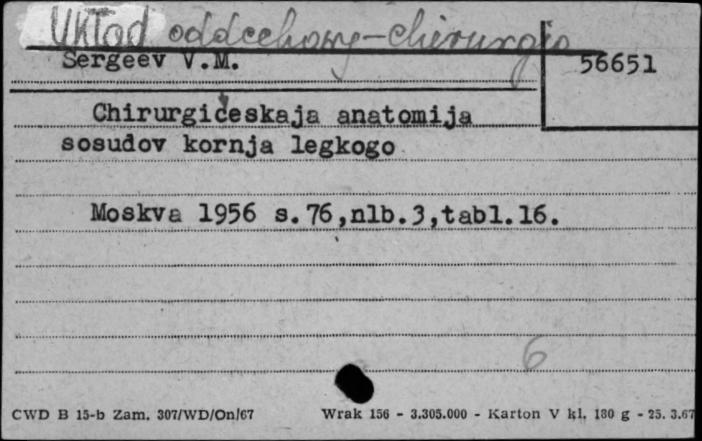 Układ oddechowy-chirurgia
Sergeev V.M.
56651
Chirurgičeskaja anatomija
sosudov kornja legkogo
Moskva 1956 s.76,nlb.3,tabl.16.
6
CWD B 15-b Zam. 307/WD/On/67 Wrak 156 - 3.305.000 - Karton V kl. 180 g - 25. 3.67